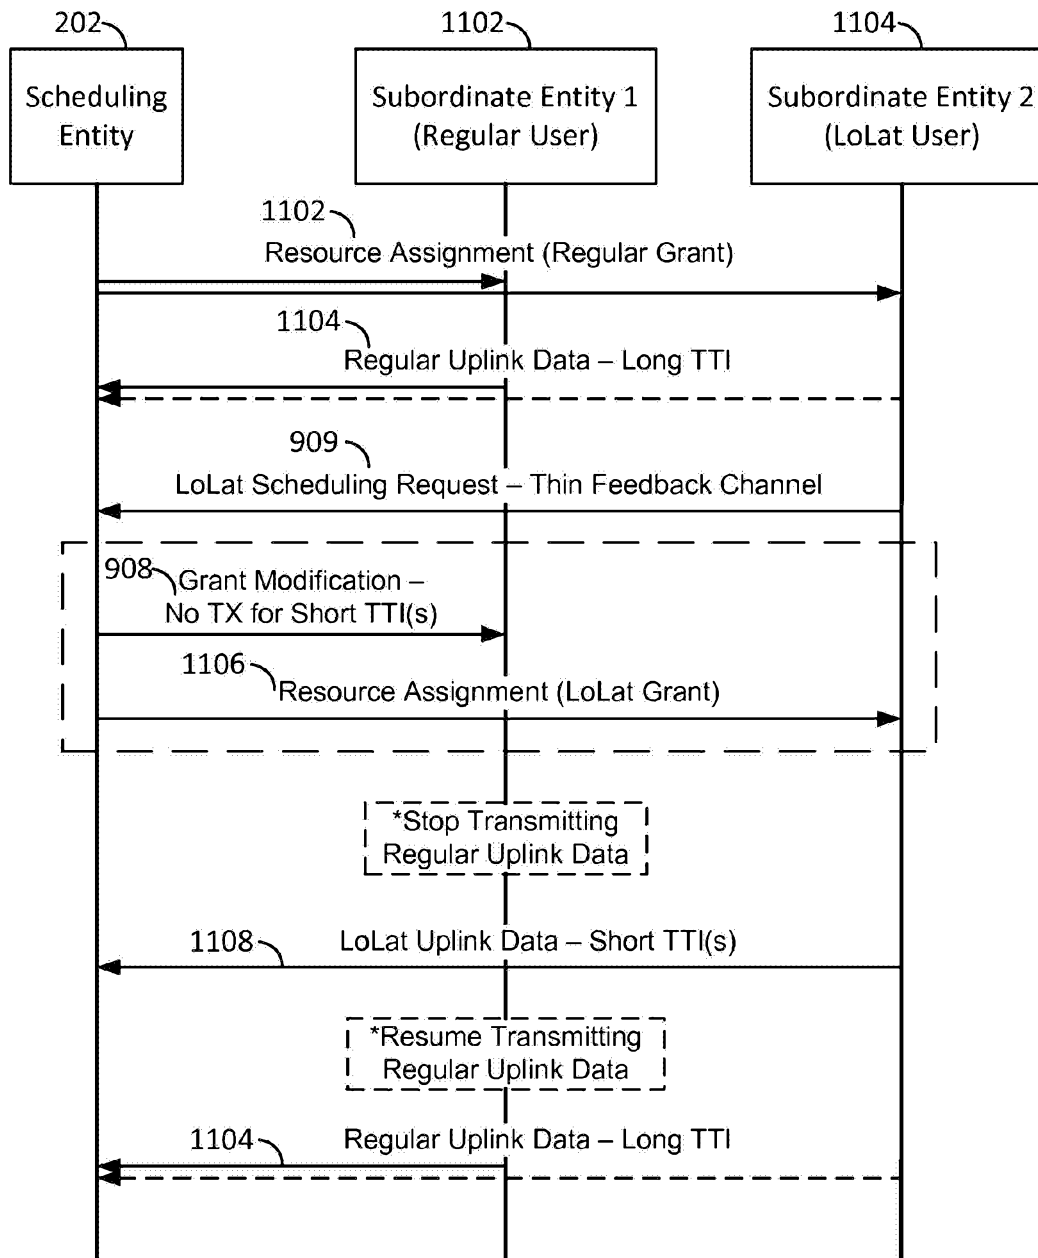 202
1102
1104
Scheduling
Entity
Subordinate Entity 1
(Regular User)
Subordinate Entity 2
(LoLat User)
1102
Resource Assignment (Regular Grant)
1104
Regular Uplink Data – Long TTI
909
LoLat Scheduling Request – Thin Feedback Channel
908
Grant Modification –
No TX for Short TTI(s)
1106
Resource Assignment (LoLat Grant)
*Stop Transmitting
Regular Uplink Data
1108
LoLat Uplink Data – Short TTI(s)
*Resume Transmitting
Regular Uplink Data
1104
Regular Uplink Data – Long TTI